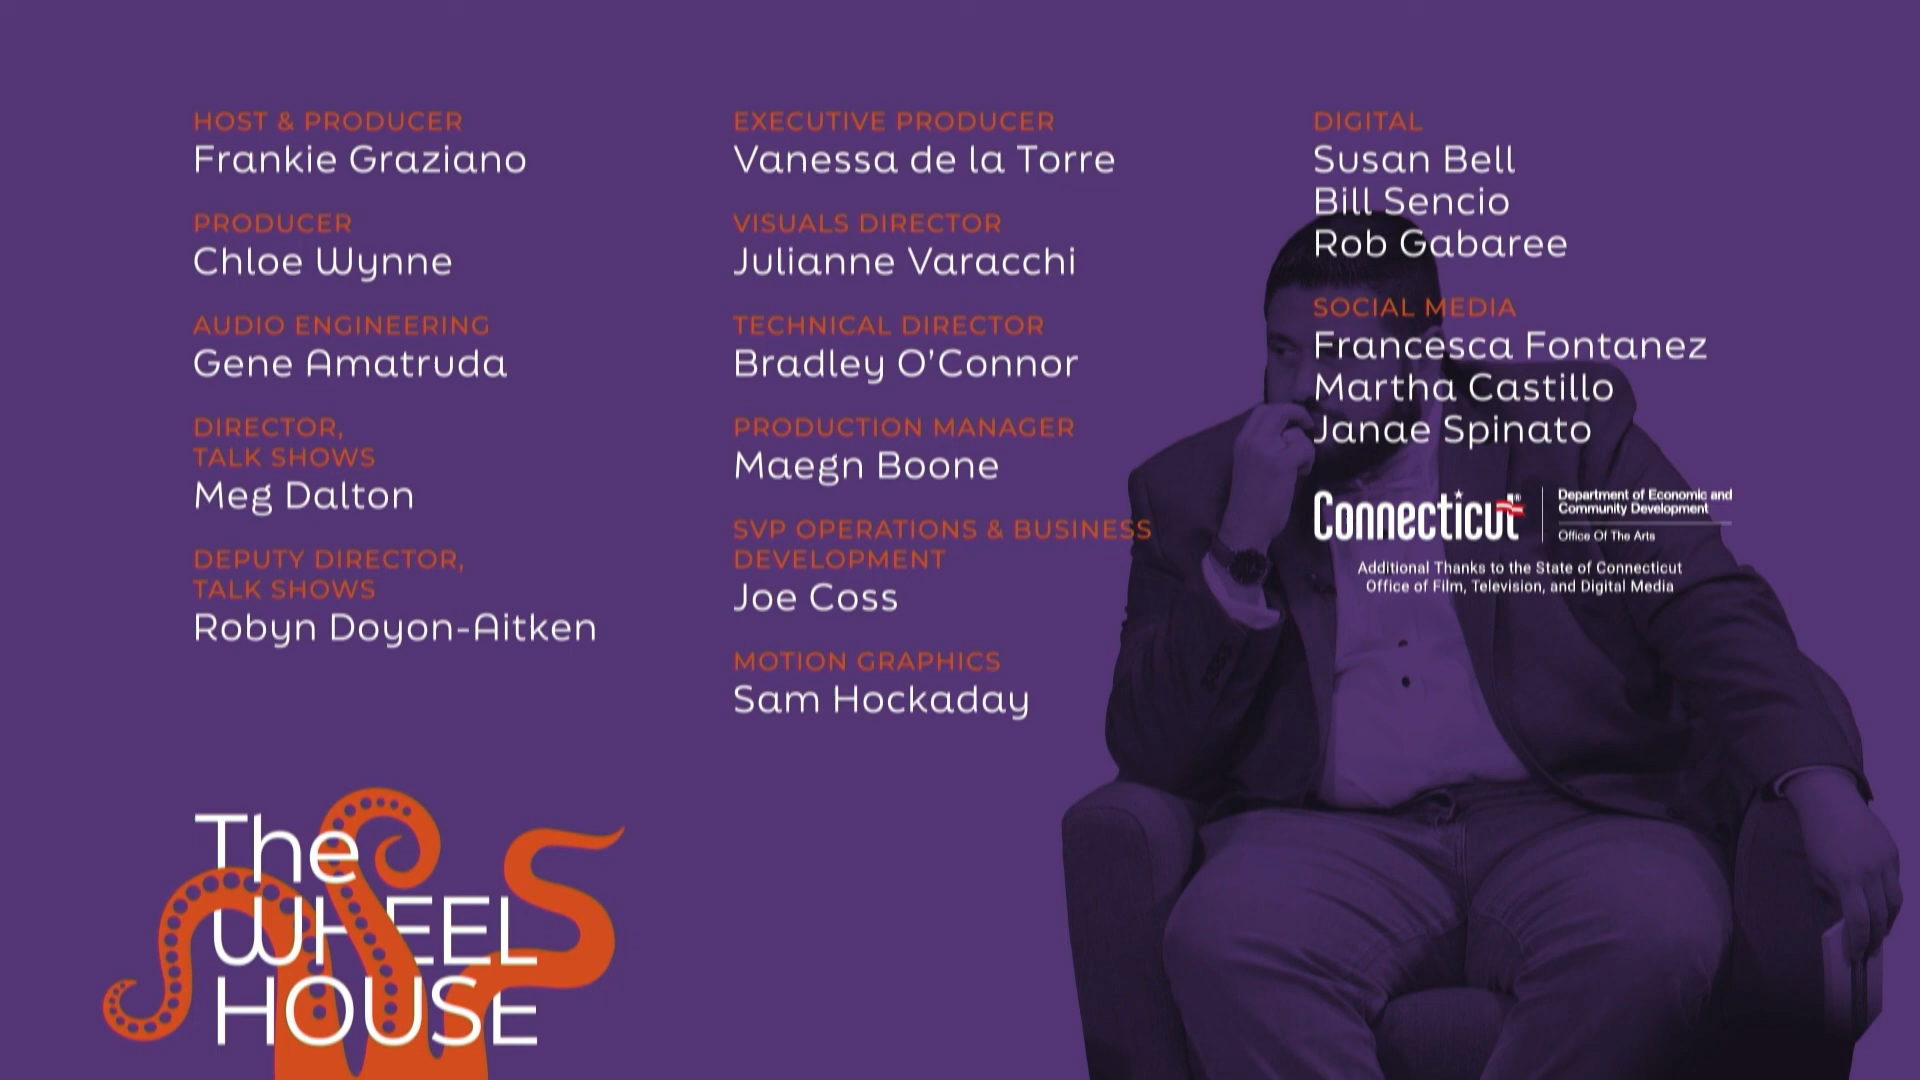 HOST & PRODUCER
Frankie Graziano
PRODUCER
Chloe Wynne
AUDIO ENGINEERING
Gene Amatruda
DIRECTOR,
TALK SHOWS
Meg Dalton
DEPUTY DIRECTOR,
TALK SHOWS
Robyn Doyon-Aitken
EXECUTIVE PRODUCER
Vanessa de la Torre
VISUALS DIRECTOR
Julianne Varacchi
TECHNICAL DIRECTOR
Bradley O’Connor
PRODUCTION MANAGER
Maegn Boone
SVP OPERATIONS & BUSINESS
DEVELOPMENT
Joe Coss
MOTION GRAPHICS
Sam Hockaday
DIGITAL
Susan Bell
Bill Sencio
Rob Gabaree
SOCIAL MEDIA
Francesca Fontanez
Martha Castillo
Janae Spinato
Connecticut®
Department of Economic and
Community Development
Office Of The Arts
Additional Thanks to the State of Connecticut
Office of Film, Television, and Digital Media
The
WHEEL
HOUSE